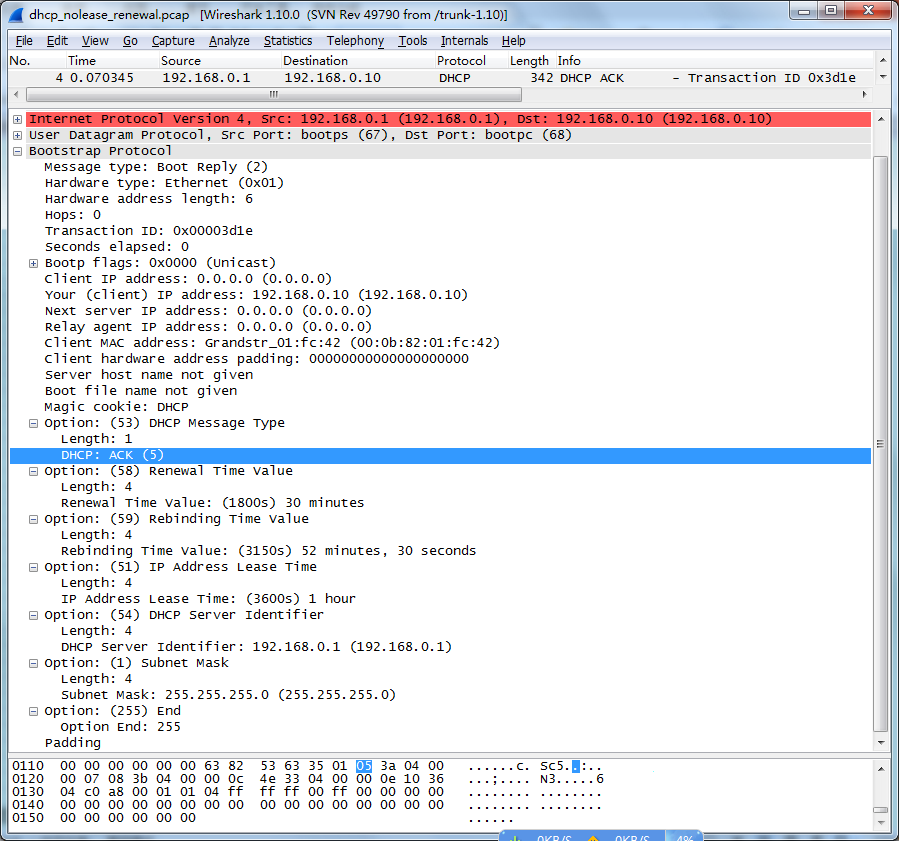 dhcp_nolease_renewal.pcap [Wireshark 1.10.0 (SVN Rev 49790 from /trunk-1.10)]
File Edit View Go Capture Analyze Statistics Telephony Tools Internals Help
No. Time Source Destination Protocol Length Info
4 0.070345 192.168.0.1 192.168.0.10 DHCP 342 DHCP ACK - Transaction ID 0x3d1e
Internet Protocol Version 4, Src: 192.168.0.1 (192.168.0.1), Dst: 192.168.0.10 (192.168.0.10)
User Datagram Protocol, Src Port: bootps (67), Dst Port: bootpc (68)
Bootstrap Protocol
Message type: Boot Reply (2)
Hardware type: Ethernet (0x01)
Hardware address length: 6
Hops: 0
Transaction ID: 0x00003d1e
Seconds elapsed: 0
Bootp flags: 0x0000 (Unicast)
Client IP address: 0.0.0.0 (0.0.0.0)
Your (client) IP address: 192.168.0.10 (192.168.0.10)
Next server IP address: 0.0.0.0 (0.0.0.0)
Relay agent IP address: 0.0.0.0 (0.0.0.0)
Client MAC address: Grandstr_01:fc:42 (00:0b:82:01:fc:42)
Client hardware address padding: 00000000000000000000
Server host name not given
Boot file name not given
Magic cookie: DHCP
Option: (53) DHCP Message Type
Length: 1
DHCP: ACK (5)
Option: (58) Renewal Time Value
Length: 4
Renewal Time Value: (1800s) 30 minutes
Option: (59) Rebinding Time Value
Length: 4
Rebinding Time Value: (3150s) 52 minutes, 30 seconds
Option: (51) IP Address Lease Time
Length: 4
IP Address Lease Time: (3600s) 1 hour
Option: (54) DHCP Server Identifier
Length: 4
DHCP Server Identifier: 192.168.0.1 (192.168.0.1)
Option: (1) Subnet Mask
Length: 4
Subnet Mask: 255.255.255.0 (255.255.255.0)
Option: (255) End
Option End: 255
Padding
0110 00 00 00 00 00 00 63 82 53 63 35 01 05 3a 04 00 ......c. Sc5..:..
0120 00 07 08 3b 04 00 00 0c 4e 33 04 00 00 0e 10 36 ...;.... N3.....6
0130 04 c0 a8 00 01 01 04 ff ff ff 00 ff 00 00 00 00 ........ ........
0140 00 00 00 00 00 00 00 00 00 00 00 00 00 00 00 00 ........ ........
0150 00 00 00 00 00 00 ......
0KB/S 0KB/S 4%